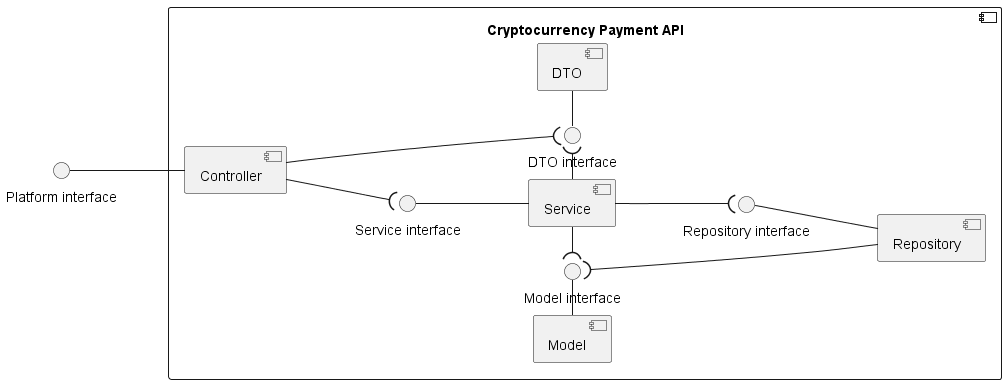 Cryptocurrency Payment API
DTO
DTO interface
Controller
Platform interface
Service
Service interface
Repository interface
Repository
Model interface
Model